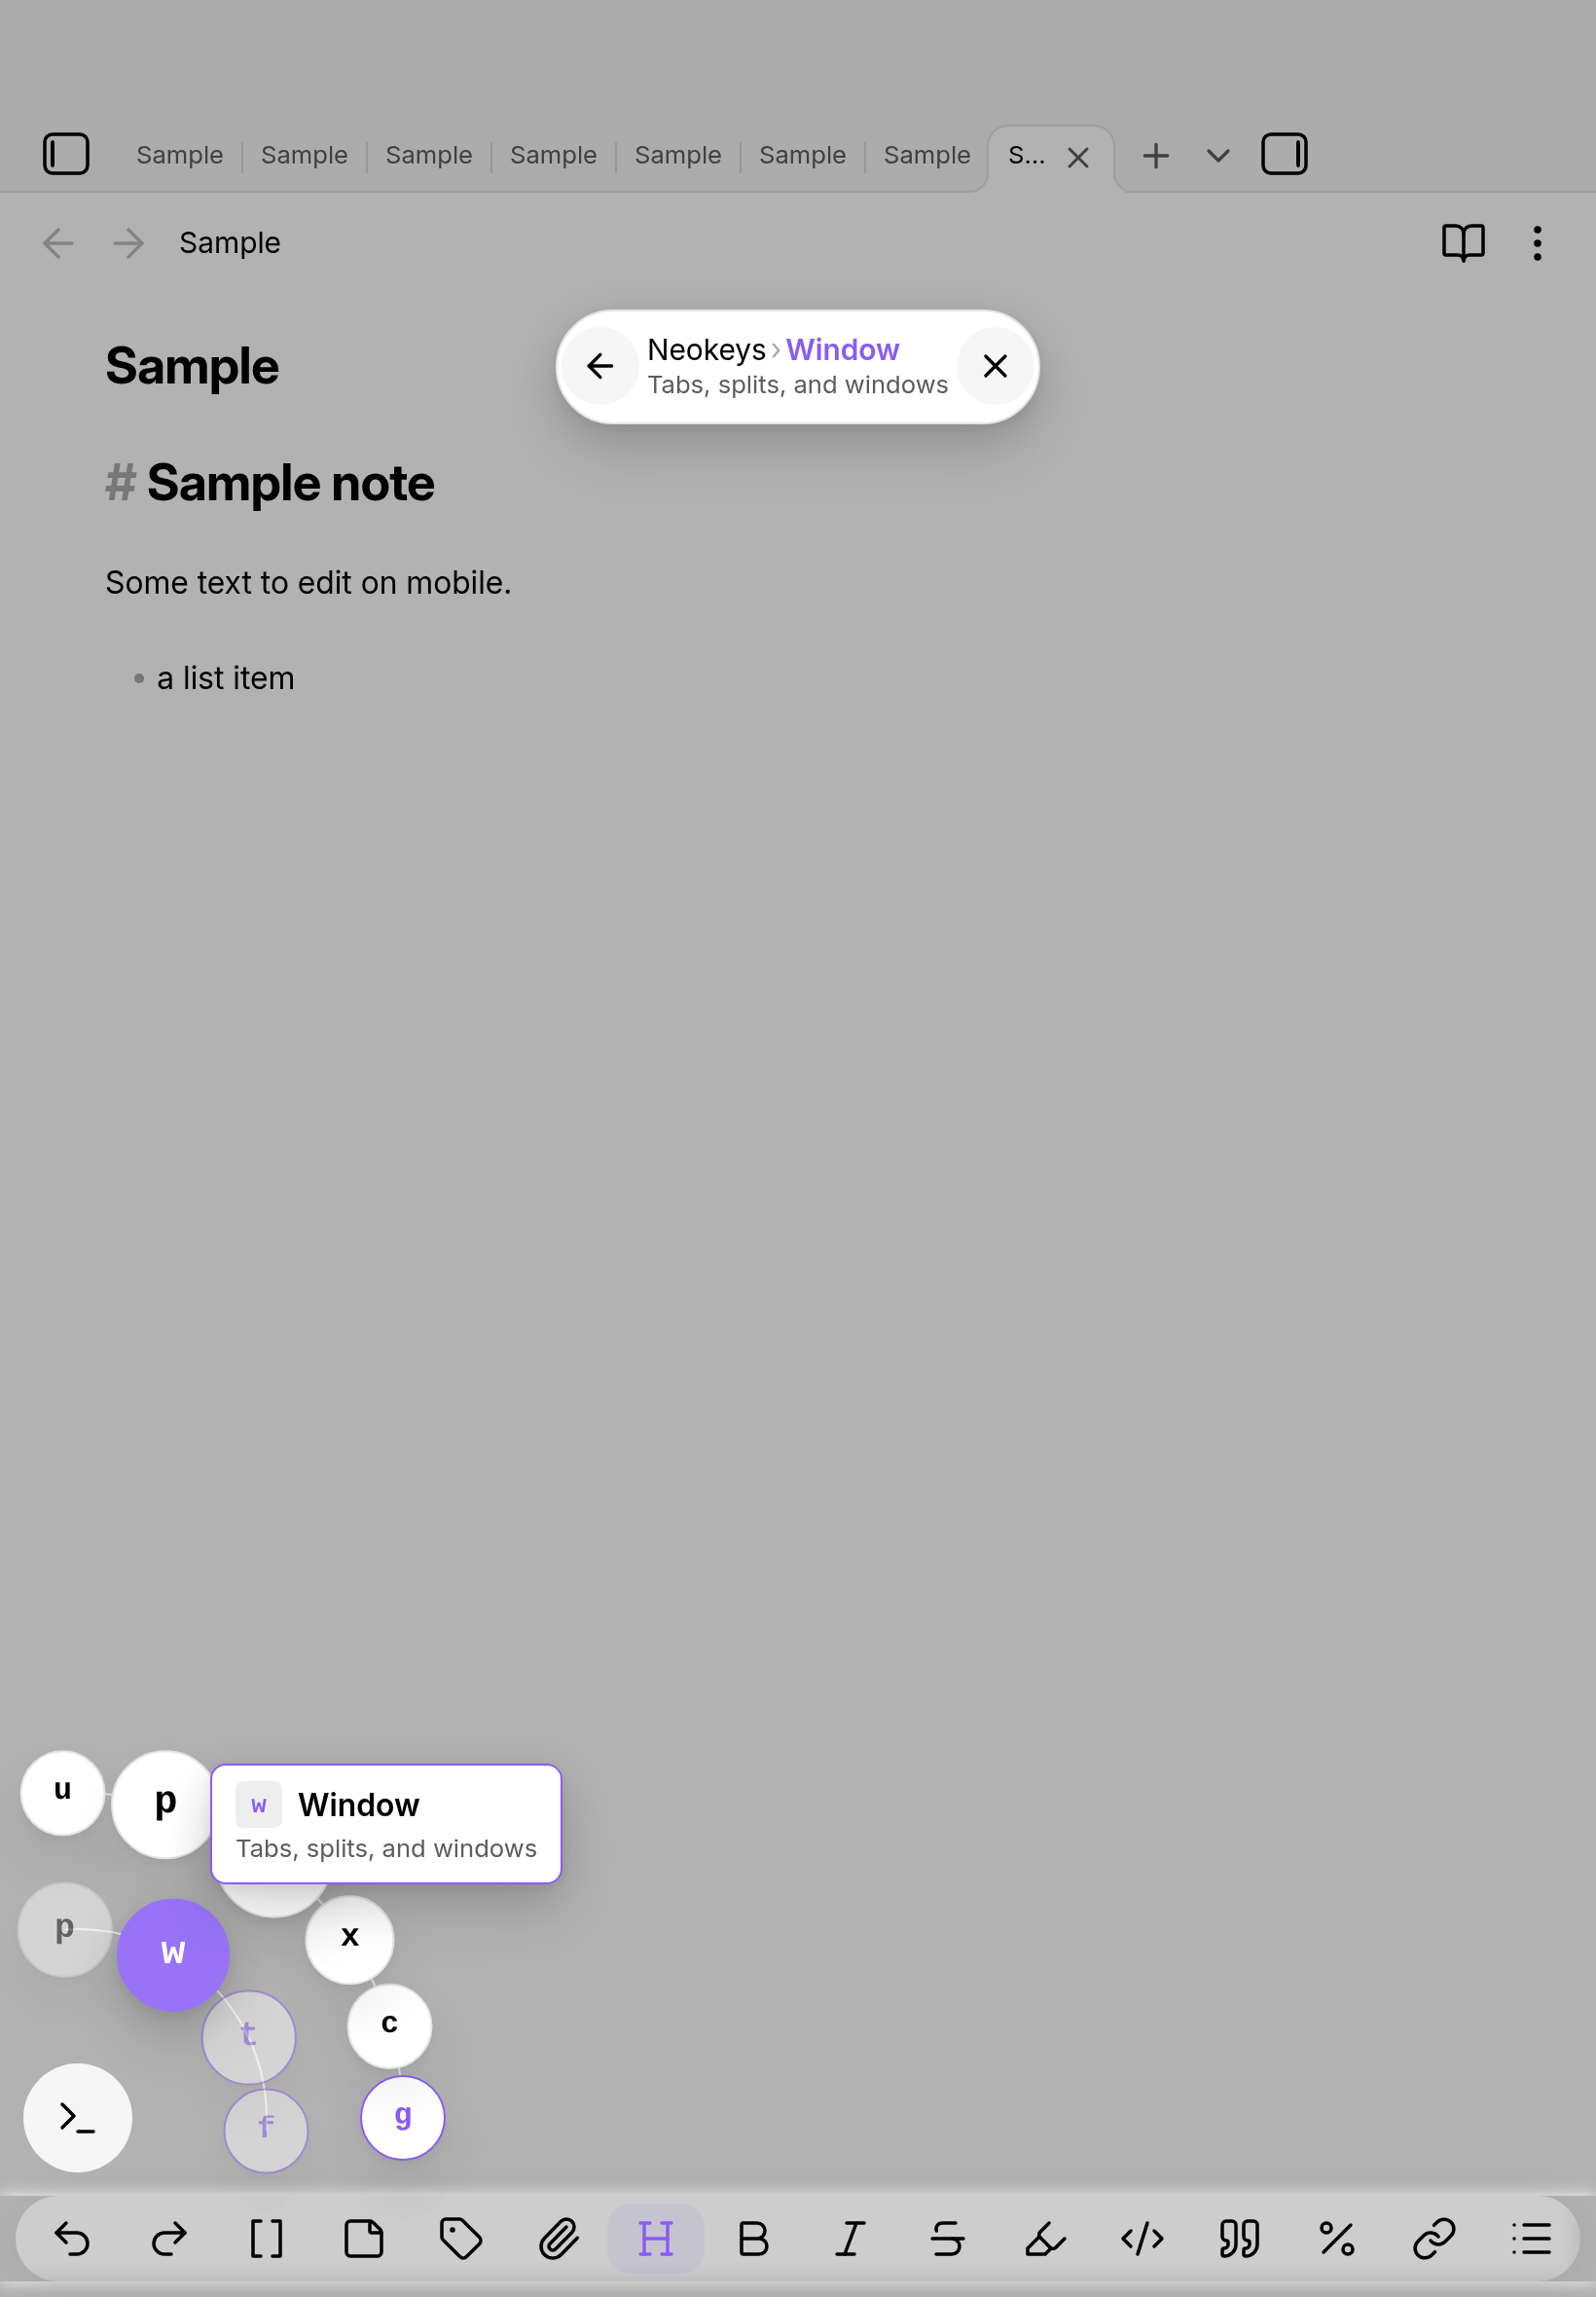 Sample Sample Sample Sample Sample Sample Sample S...
Sample
Neokeys › Window
Tabs, splits, and windows
Sample
# Sample note
Some text to edit on mobile.
• a list item
u p
w Window
Tabs, splits, and windows
p w
x
t c
f g